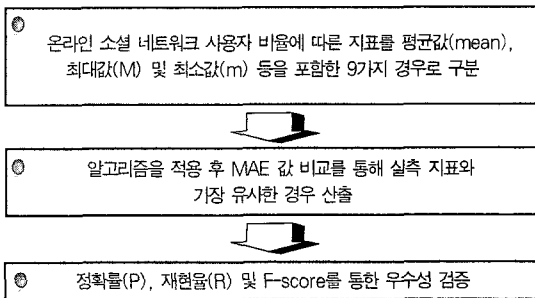 온라인 소셜 네트워크 사용자 비율에 따른 지표를 평균값(mean),
최대값(M) 및 최소값(m) 등을 포함한 9가지 경우로 구분
알고리즘을 적용 후 MAE 값 비교를 통해 실측 지표와
가장 유사한 경우 산출
정확률(P), 재현율(R) 및 F-score를 통한 우수성 검증